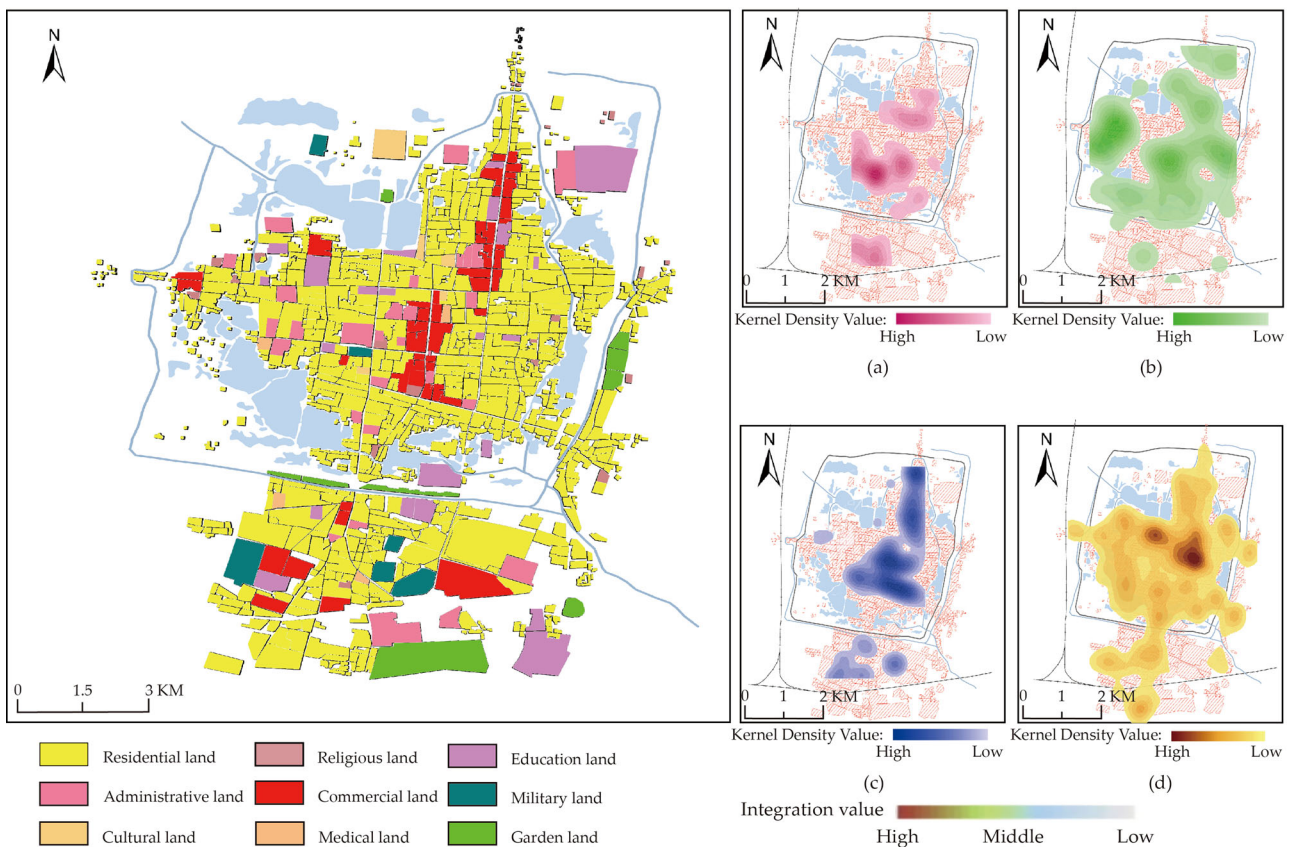 N
0 1.5 3 KM
Residential land
Religious land
Education land
Administrative land
Commercial land
Military land
Cultural land
Medical land
Garden land
N
0 1 2 KM
Kernel Density Value:
High Low
(a)
N
0 1 2 KM
Kernel Density Value:
High Low
(b)
N
0 1 2 KM
Kernel Density Value:
High Low
(c)
N
0 1 2 KM
Kernel Density Value:
High Low
(d)
Integration value
High Middle Low